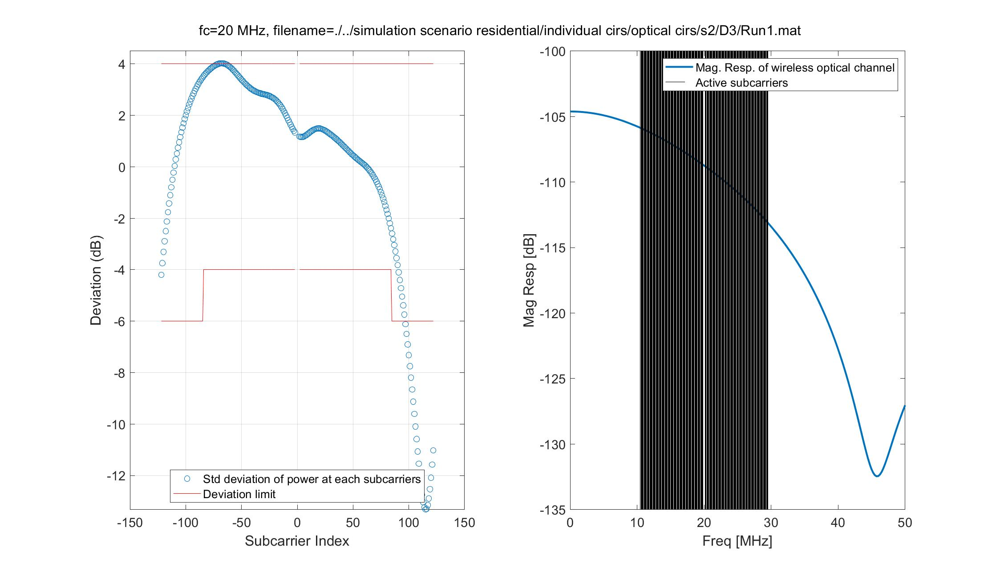 fc=20 MHz, filename=./../simulation scenario residential/individual cirs/optical cirs/s2/D3/Run1.mat
4
2
0
-2
-4
-6
-8
-10
-12
Deviation (dB)
Std deviation of power at each subcarriers
Deviation limit
-150 -100 -50 0 50 100 150
Subcarrier Index
-100
-105
-110
-115
-120
-125
-130
-135
Mag Resp [dB]
Mag. Resp. of wireless optical channel
Active subcarriers
0 10 20 30 40 50
Freq [MHz]